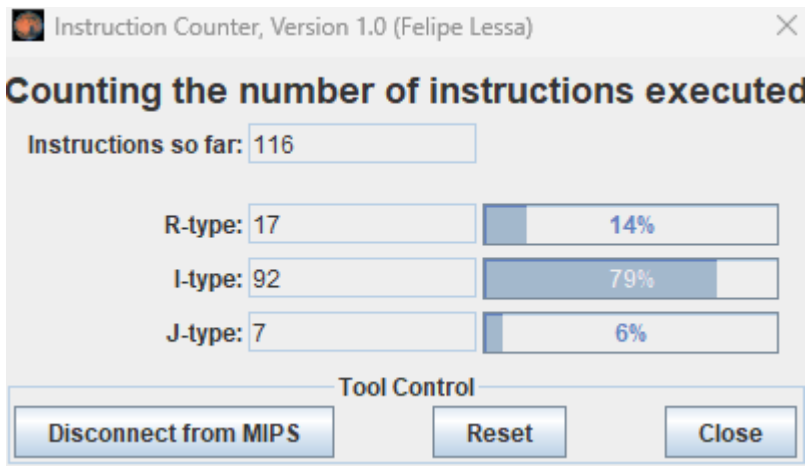 Instruction Counter, Version 1.0 (Felipe Lessa)
Counting the number of instructions executed
Instructions so far: 116
R-type: 17 14%
I-type: 92 79%
J-type: 7 6%
Tool Control
Disconnect from MIPS Reset Close